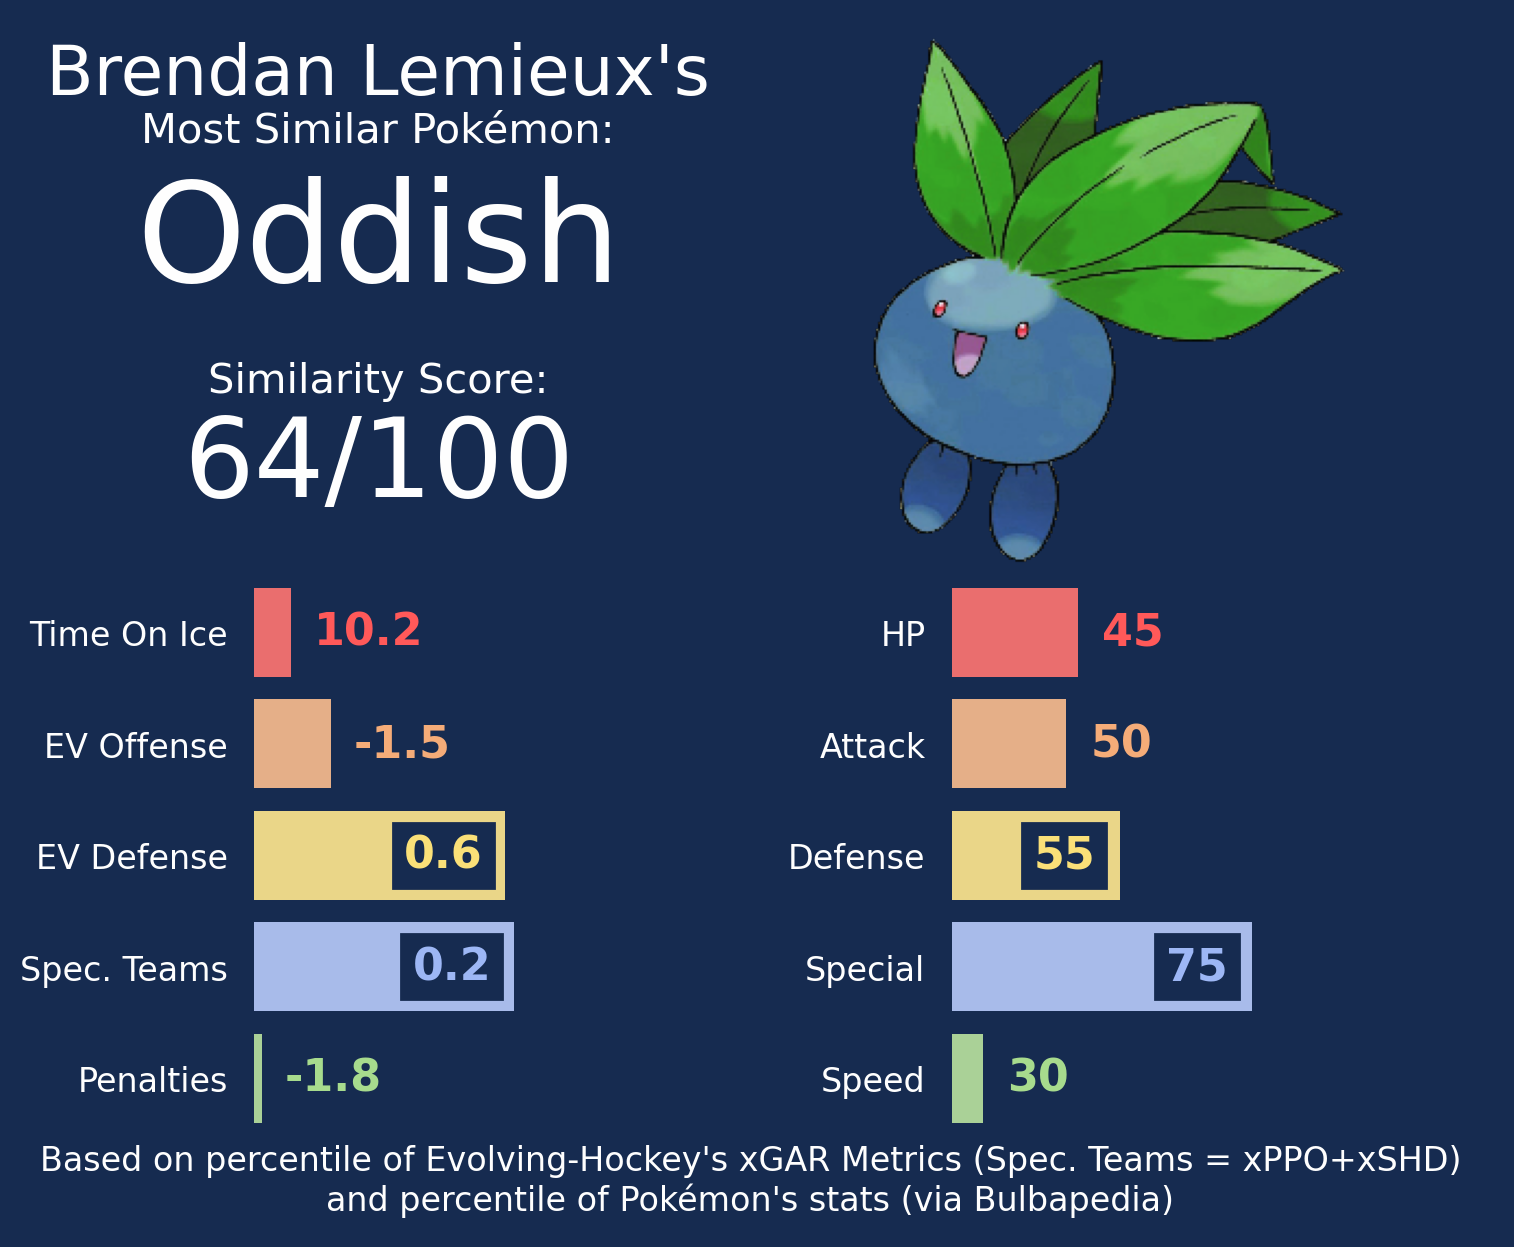 Brendan Lemieux's
Most Similar Pokémon:
Oddish
Similarity Score:
64/100
Time On Ice 10.2
EV Offense -1.5
EV Defense 0.6
Spec. Teams 0.2
Penalties -1.8
HP 45
Attack 50
Defense 55
Special 75
Speed 30
Based on percentile of Evolving-Hockey's xGAR Metrics (Spec. Teams = xPPO+xSHD)
and percentile of Pokémon's stats (via Bulbapedia)